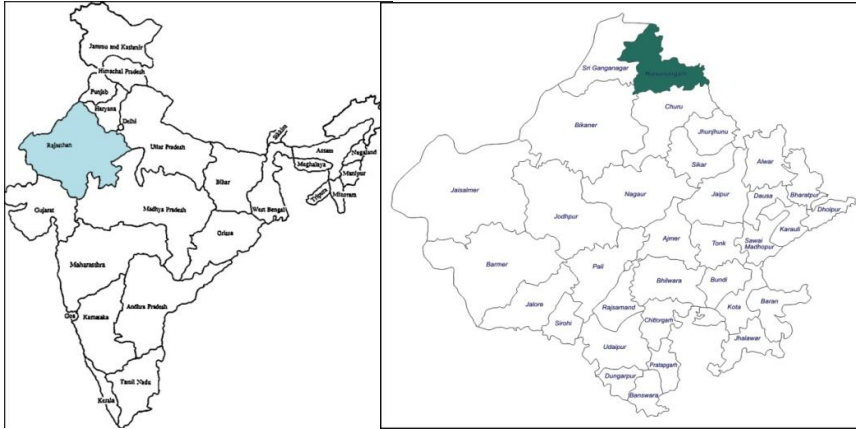 Jammu and Kashmir
Himachal Pradesh
Punjab
Haryana
Delhi
Rajasthan
Uttar Pradesh
Sikkim
Assam
Nagaland
Meghalaya
Manipur
Bihar
Tripura
Mizoram
West Bengal
Gujarat
Madhya Pradesh
Orissa
Maharasthra
Andhra Pradesh
Goa
Karnataka
Tamil Nadu
Kerala
Sri Ganganagar
Churu
Bikaner
Jhunjhunu
Sikar
Alwar
Jaisalmer
Nagaur
Jaipur
Dausa
Bharatpur
Dholpur
Jodhpur
Karauli
Ajmer
Tonk
Sawai
Madhopur
Barmer
Pali
Bhilwara
Bundi
Jalore
Rajsamand
Kota
Baran
Sirohi
Chittorgarh
Jhalawar
Udaipur
Pratapgarh
Dungarpur
Banswara